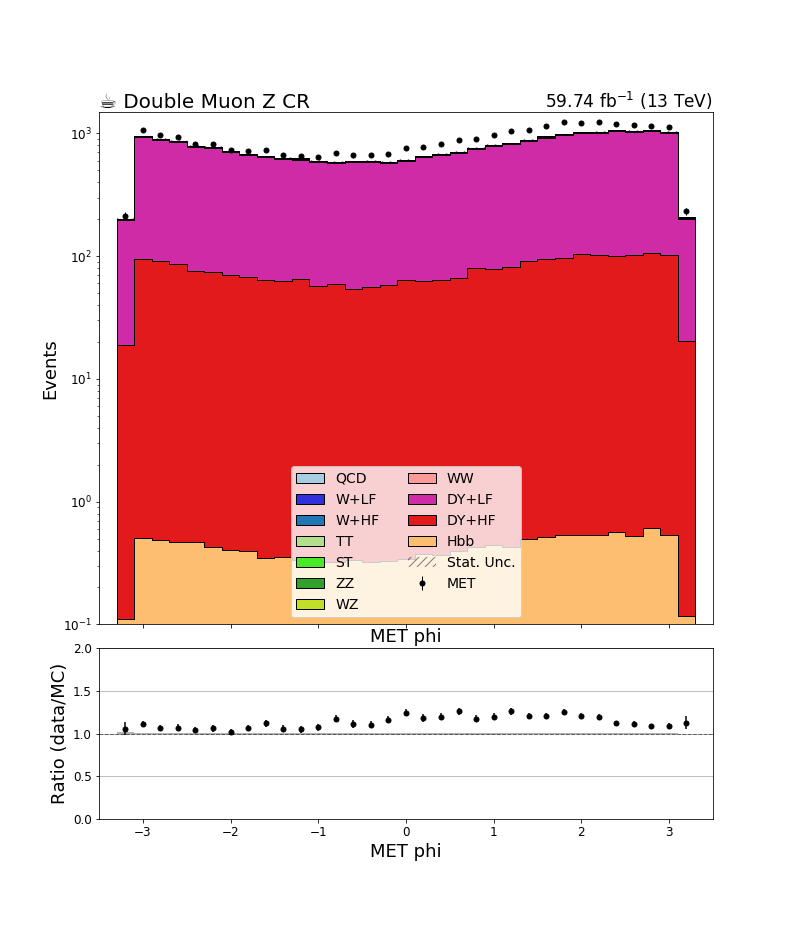 ☕ Double Muon Z CR
59.74 fb⁻¹ (13 TeV)
Events
10³
10²
10¹
10⁰
10⁻¹
QCD
W+LF
W+HF
TT
ST
ZZ
WZ
WW
DY+LF
DY+HF
Hbb
Stat. Unc.
MET
MET phi
Ratio (data/MC)
2.0
1.5
1.0
0.5
0.0
−3 −2 −1 0 1 2 3
MET phi